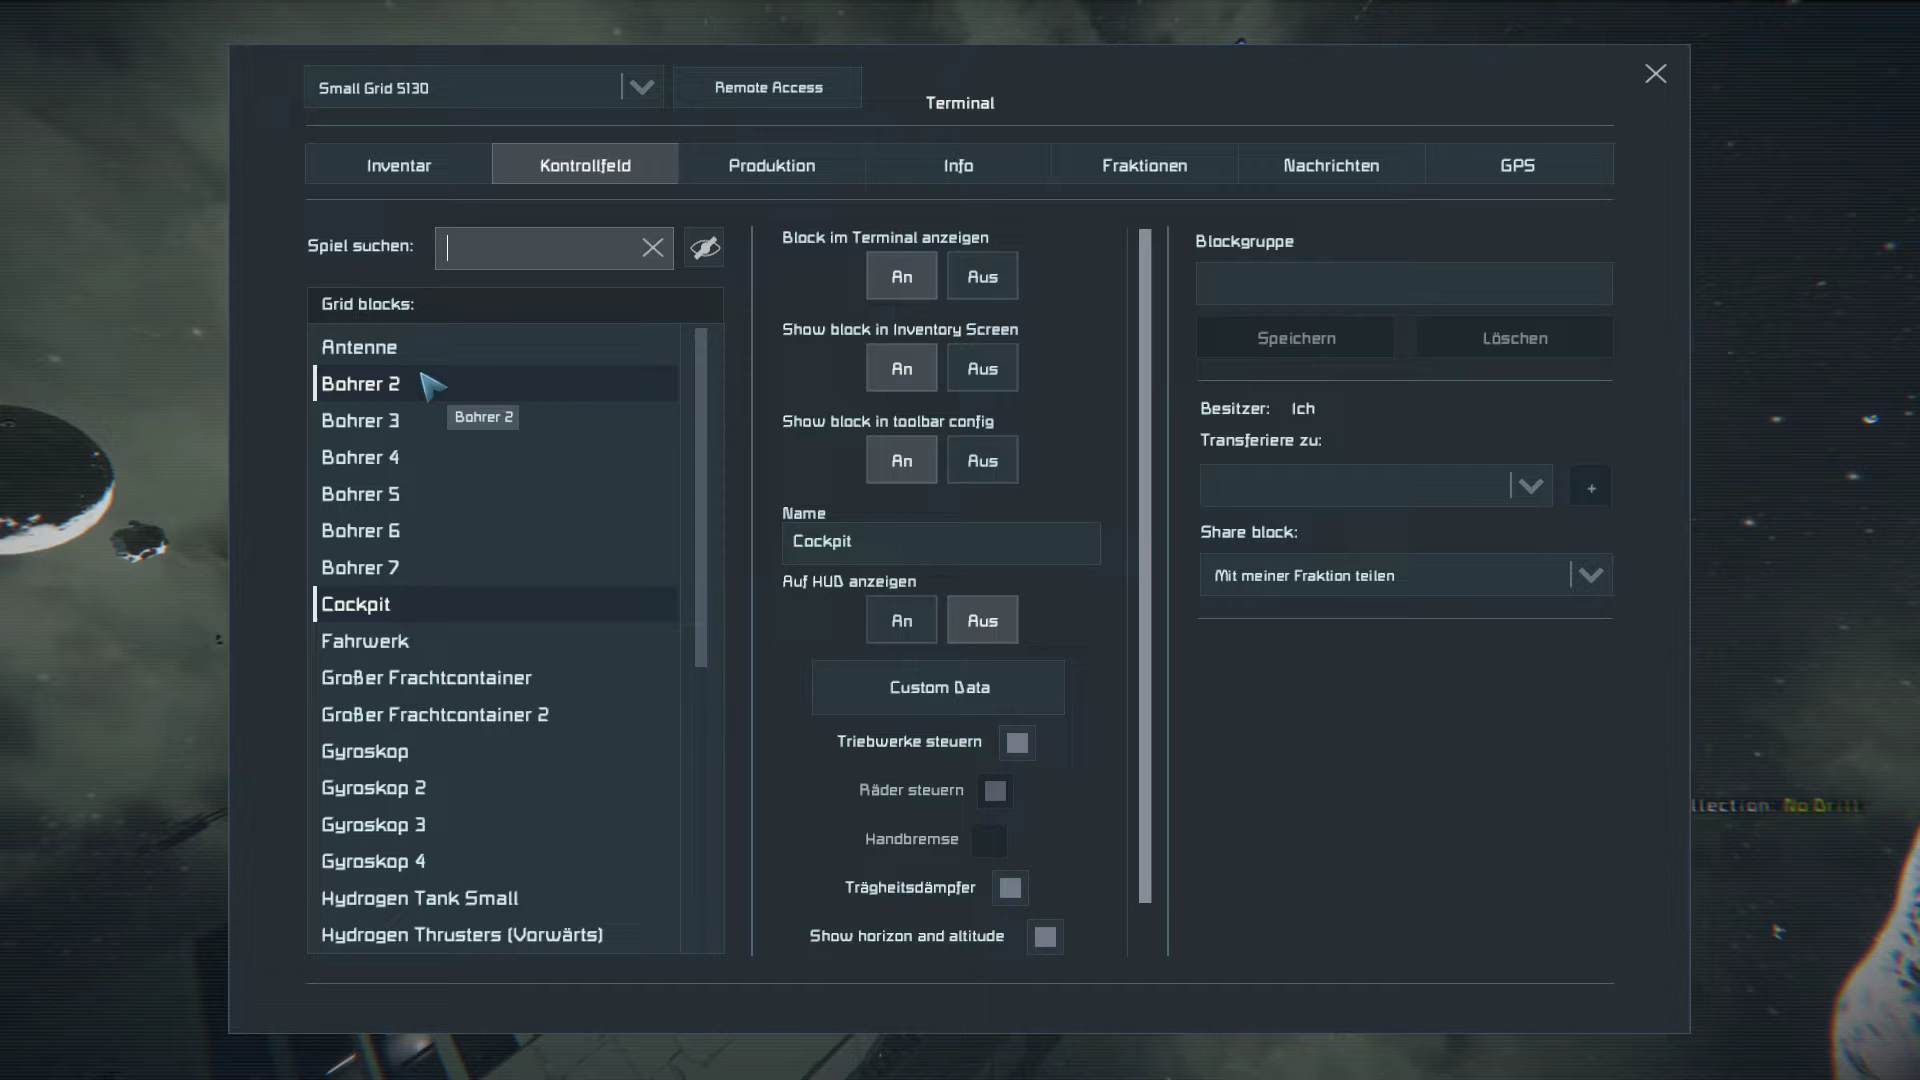 Small Grid 5130
Remote Access
Terminal
Inventar
Kontrollfeld
Produktion
Info
Fraktionen
Nachrichten
GPS
Spiel suchen:
Grid blocks:
Antenne
Bohrer 2
Bohrer 2
Bohrer 3
Bohrer 4
Bohrer 5
Bohrer 6
Bohrer 7
Cockpit
Fahrwerk
Großer Frachtcontainer
Großer Frachtcontainer 2
Gyroskop
Gyroskop 2
Gyroskop 3
Gyroskop 4
Hydrogen Tank Small
Hydrogen Thrusters (Vorwärts)
Block im Terminal anzeigen
An Aus
Show block in Inventory Screen
An Aus
Show block in toolbar config
An Aus
Name
Cockpit
Auf HUD anzeigen
An Aus
Custom Data
Triebwerke steuern
Räder steuern
Handbremse
Trägheitsdämpfer
Show horizon and altitude
Blockgruppe
Speichern
Löschen
Besitzer: Ich
Transferiere zu:
+
Share block:
Mit meiner Fraktion teilen
llection: No Drill